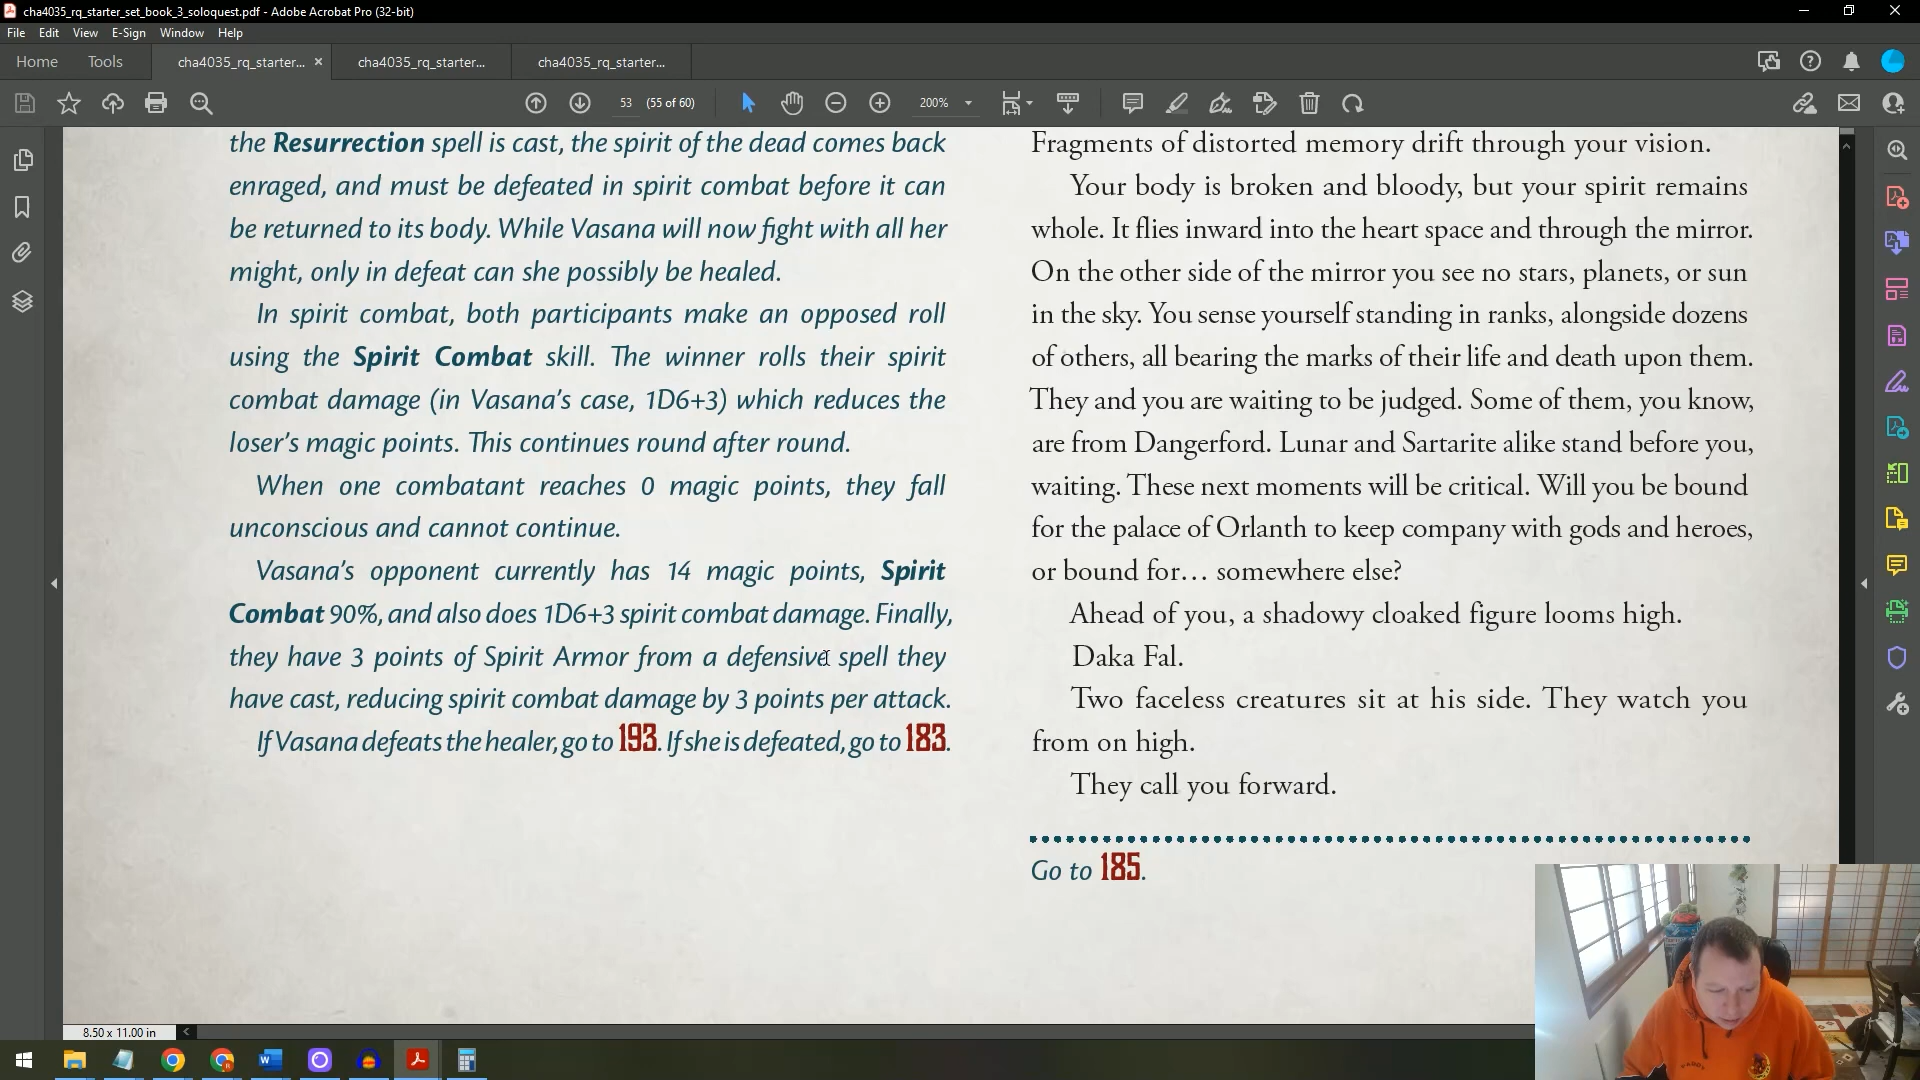 cha4035_rq_starter_set_book_3_soloquest.pdf - Adobe Acrobat Pro (32-bit)
File Edit View E-Sign Window Help
Home Tools cha4035_rq_starter... × cha4035_rq_starter... cha4035_rq_starter...
53 (55 of 60) 200%
the Resurrection spell is cast, the spirit of the dead comes back
enraged, and must be defeated in spirit combat before it can
be returned to its body. While Vasana will now fight with all her
might, only in defeat can she possibly be healed.
In spirit combat, both participants make an opposed roll
using the Spirit Combat skill. The winner rolls their spirit
combat damage (in Vasana's case, 1D6+3) which reduces the
loser's magic points. This continues round after round.
When one combatant reaches 0 magic points, they fall
unconscious and cannot continue.
Vasana's opponent currently has 14 magic points, Spirit
Combat 90%, and also does 1D6+3 spirit combat damage. Finally,
they have 3 points of Spirit Armor from a defensive spell they
have cast, reducing spirit combat damage by 3 points per attack.
If Vasana defeats the healer, go to 193. If she is defeated, go to 183.
Fragments of distorted memory drift through your vision.
Your body is broken and bloody, but your spirit remains
whole. It flies inward into the heart space and through the mirror.
On the other side of the mirror you see no stars, planets, or sun
in the sky. You sense yourself standing in ranks, alongside dozens
of others, all bearing the marks of their life and death upon them.
They and you are waiting to be judged. Some of them, you know,
are from Dangerford. Lunar and Sartarite alike stand before you,
waiting. These next moments will be critical. Will you be bound
for the palace of Orlanth to keep company with gods and heroes,
or bound for… somewhere else?
Ahead of you, a shadowy cloaked figure looms high.
Daka Fal.
Two faceless creatures sit at his side. They watch you
from on high.
They call you forward.
Go to 185.
8.50 x 11.00 in